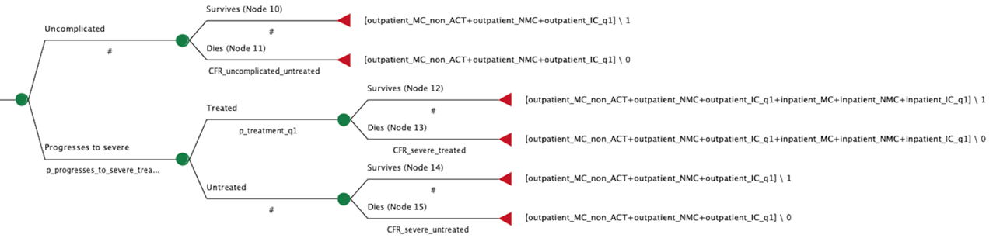 Survives (Node 10)
[outpatient_MC_non_ACT+outpatient_NMC+outpatient_IC_q1] \ 1
#
Uncomplicated
#
Dies (Node 11)
[outpatient_MC_non_ACT+outpatient_NMC+outpatient_IC_q1] \ 0
CFR_uncomplicated_untreated
Survives (Node 12)
[outpatient_MC_non_ACT+outpatient_NMC+outpatient_IC_q1+inpatient_MC+inpatient_NMC+inpatient_IC_q1] \ 1
#
Treated
p_treatment_q1
Dies (Node 13)
[outpatient_MC_non_ACT+outpatient_NMC+outpatient_IC_q1+inpatient_MC+inpatient_NMC+inpatient_IC_q1] \ 0
CFR_severe_treated
Progresses to severe
p_progresses_to_severe_trea...
Survives (Node 14)
[outpatient_MC_non_ACT+outpatient_NMC+outpatient_IC_q1] \ 1
#
Untreated
#
Dies (Node 15)
[outpatient_MC_non_ACT+outpatient_NMC+outpatient_IC_q1] \ 0
CFR_severe_untreated